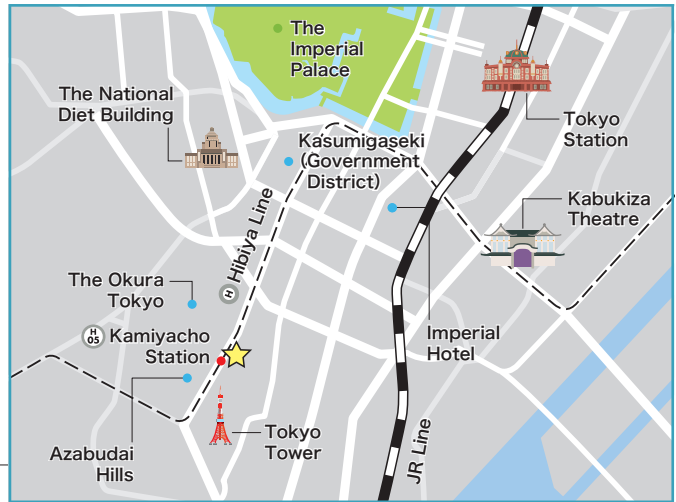 The
Imperial
Palace
The National
Diet Building
Tokyo
Station
Kasumigaseki
(Government
District)
Kabukiza
Theatre
Hibiya Line
H
The Okura
Tokyo
H
05
Kamiyacho
Station
Imperial
Hotel
Tokyo
Tower
JR Line
Azabudai
Hills